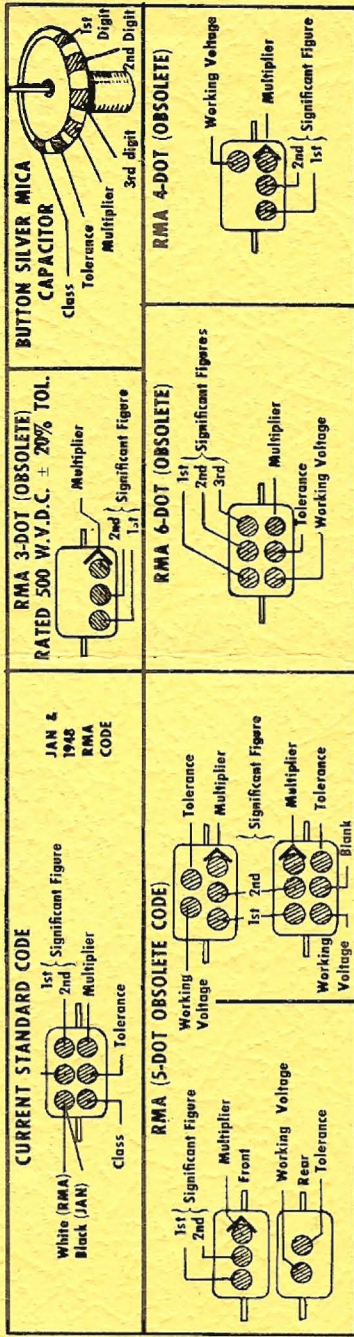 CURRENT STANDARD CODE
JAN &
1948
RMA
CODE
White (RMA)
Black (JAN)
1st
2nd
Significant Figure
Multiplier
Tolerance
Class
RMA 3-DOT (OBSOLETE)
RATED 500 W.V.D.C. ± 20% TOL.
Multiplier
2nd
1st
Significant Figure
BUTTON SILVER MICA
CAPACITOR
Class
Tolerance
Multiplier
1st Digit
2nd Digit
3rd digit
RMA (5-DOT OBSOLETE CODE)
1st
2nd
Significant Figure
Multiplier
Front
Working Voltage
Rear
Tolerance
Working
Voltage
Tolerance
Multiplier
1st
2nd
Significant Figure
Multiplier
Tolerance
Working
Voltage
Blank
RMA 6-DOT (OBSOLETE)
1st
2nd
3rd
Significant Figures
Multiplier
Tolerance
Working Voltage
RMA 4-DOT (OBSOLETE)
Working Voltage
Multiplier
2nd
1st
Significant Figure